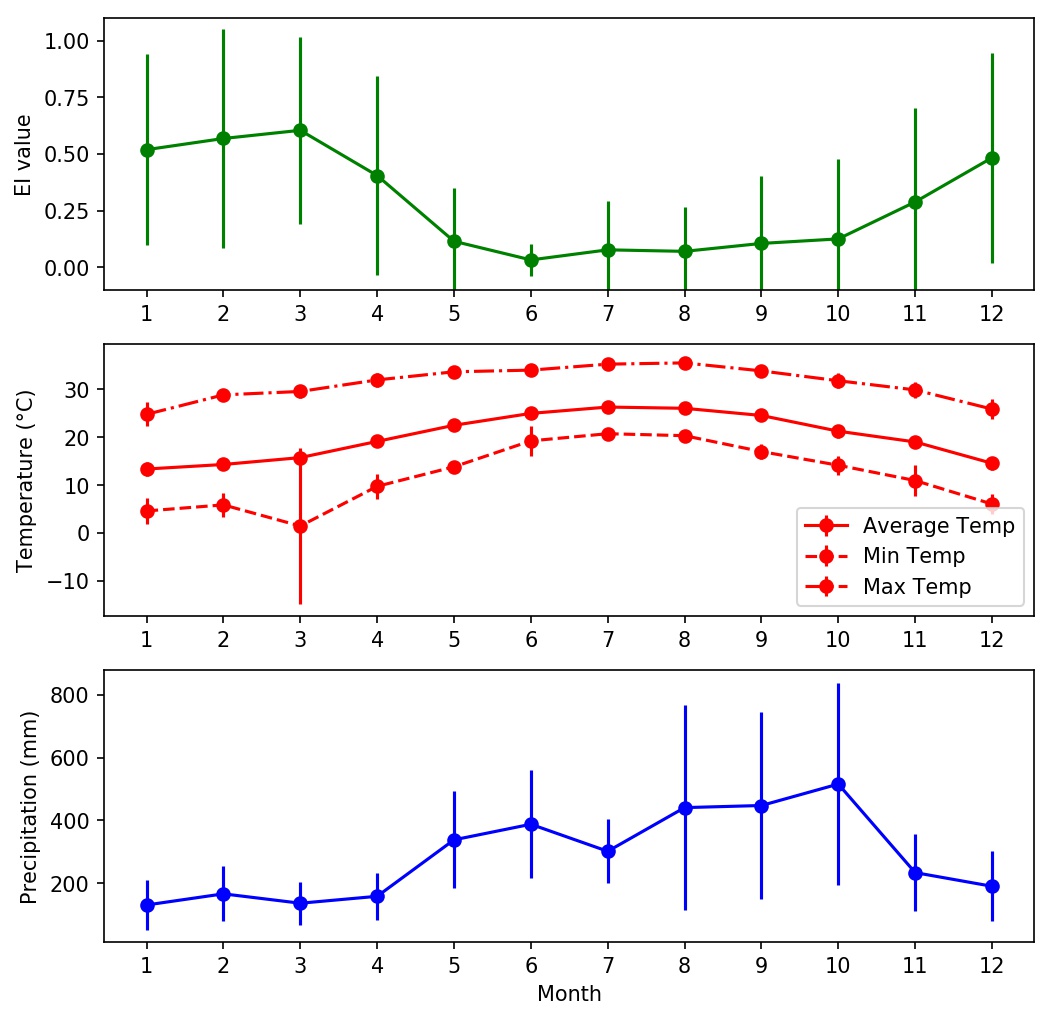 1.00
0.75
0.50
0.25
0.00
EI value
1 2 3 4 5 6 7 8 9 10 11 12
30
20
10
0
−10
Temperature (°C)
Average Temp
Min Temp
Max Temp
1 2 3 4 5 6 7 8 9 10 11 12
800
600
400
200
Precipitation (mm)
1 2 3 4 5 6 7 8 9 10 11 12
Month